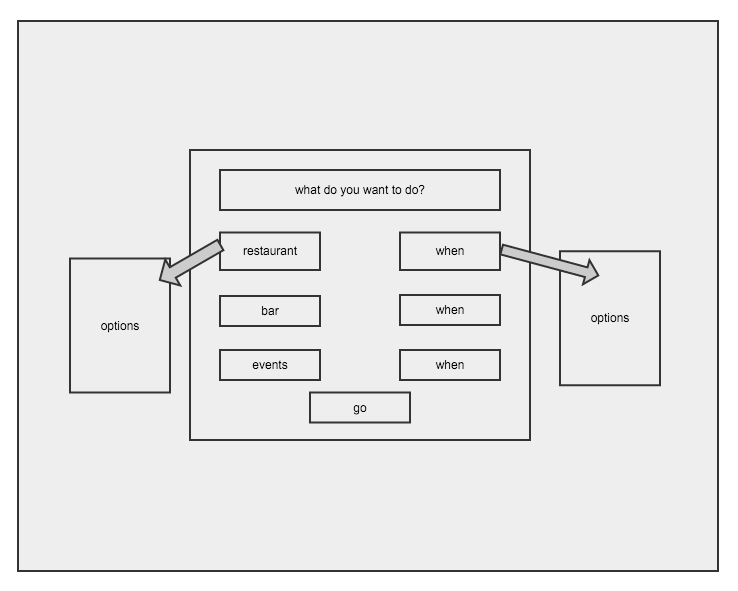 what do you want to do?
restaurant
when
options
options
bar
when
events
when
go